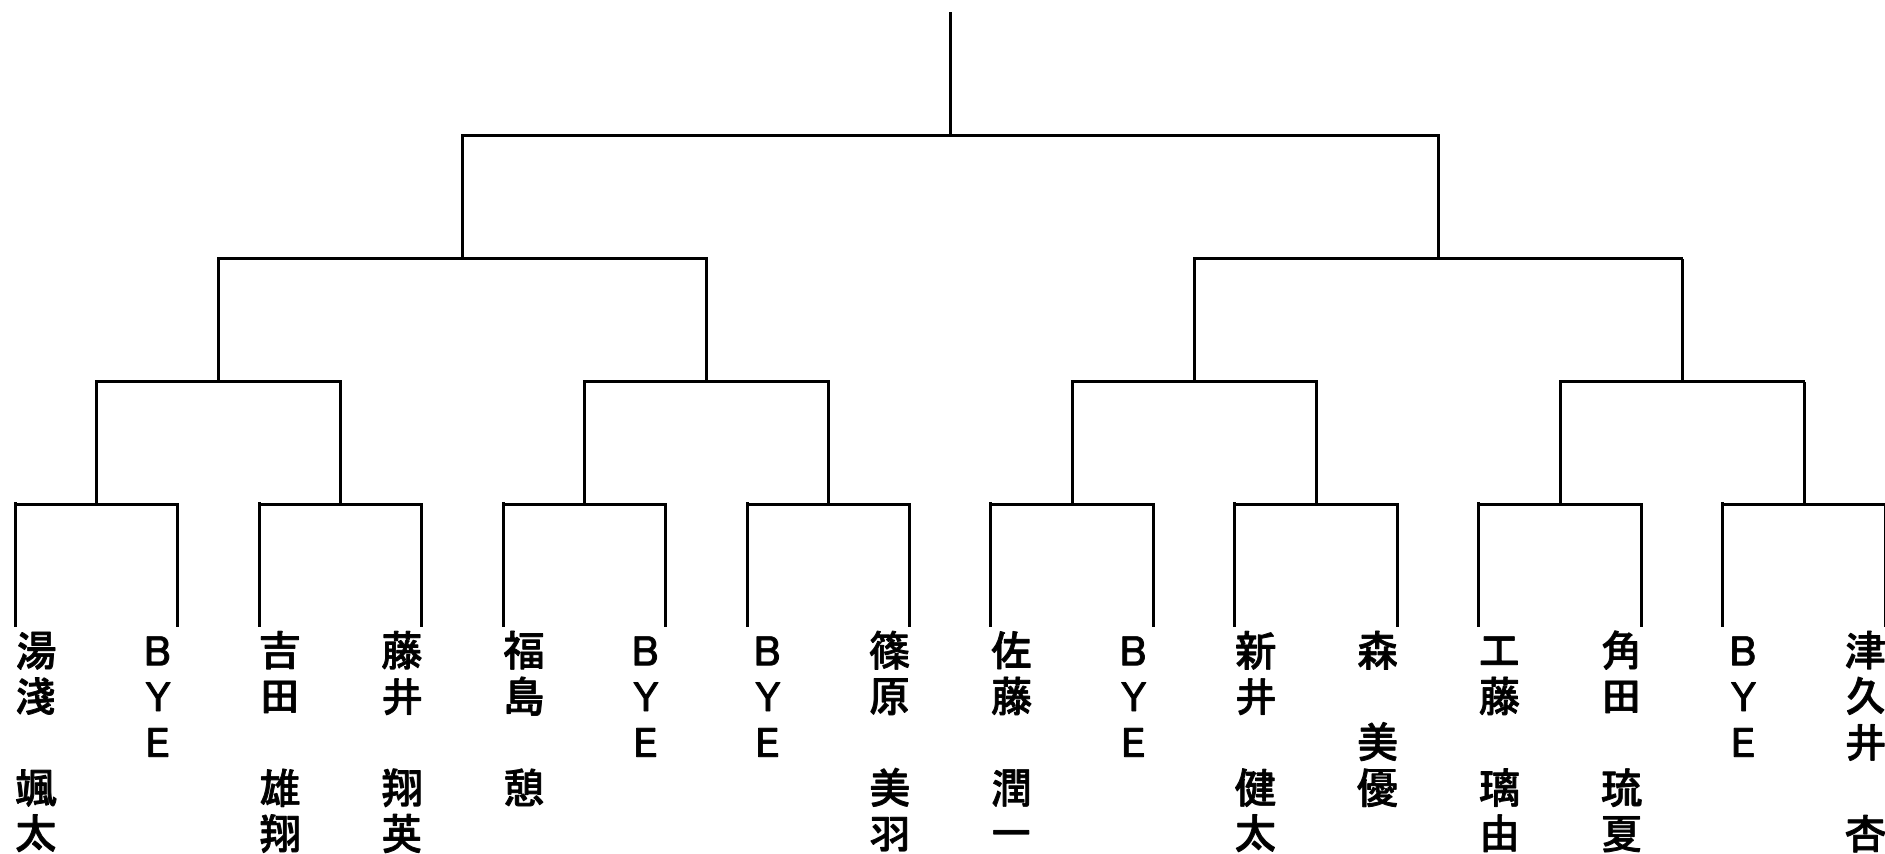 湯淺　颯太
ＢＹＥ
吉田　雄翔
藤井　翔英
福島　憩
ＢＹＥ
ＢＹＥ
篠原　美羽
佐藤　潤一
ＢＹＥ
新井　健太
森　美優
工藤　璃由
角田　琉夏
ＢＹＥ
津久井　杏